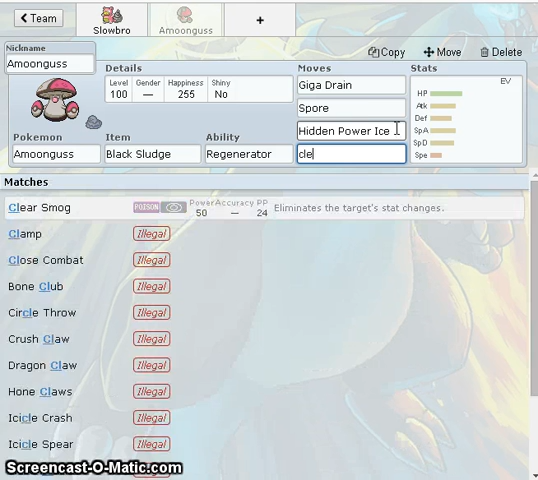 Team
Slowbro
Amoonguss
+
Nickname
Amoonguss
Copy
Move
Delete
Details
Level
100
Gender
—
Happiness
255
Shiny
No
Moves
Giga Drain
Spore
Hidden Power Ice
cle
Stats
EV
HP
Atk
Def
SpA
SpD
Spe
Pokemon
Amoonguss
Item
Black Sludge
Ability
Regenerator
Matches
Clear Smog POISON Power 50 Accuracy — PP 24 Eliminates the target's stat changes.
Clamp Illegal
Close Combat Illegal
Bone Club Illegal
Circle Throw Illegal
Crush Claw Illegal
Dragon Claw Illegal
Hone Claws Illegal
Icicle Crash Illegal
Icicle Spear Illegal
Screencast-O-Matic.com